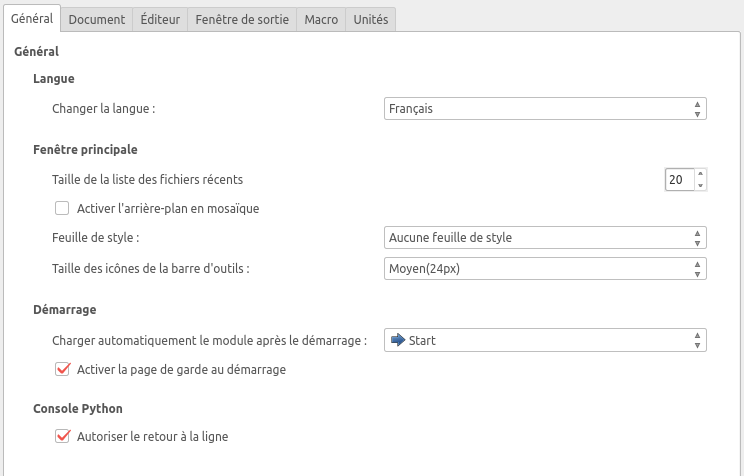 Général Document Éditeur Fenêtre de sortie Macro Unités
Général
Langue
Changer la langue : Français
Fenêtre principale
Taille de la liste des fichiers récents 20
Activer l'arrière-plan en mosaïque
Feuille de style : Aucune feuille de style
Taille des icônes de la barre d'outils : Moyen(24px)
Démarrage
Charger automatiquement le module après le démarrage : Start
Activer la page de garde au démarrage
Console Python
Autoriser le retour à la ligne